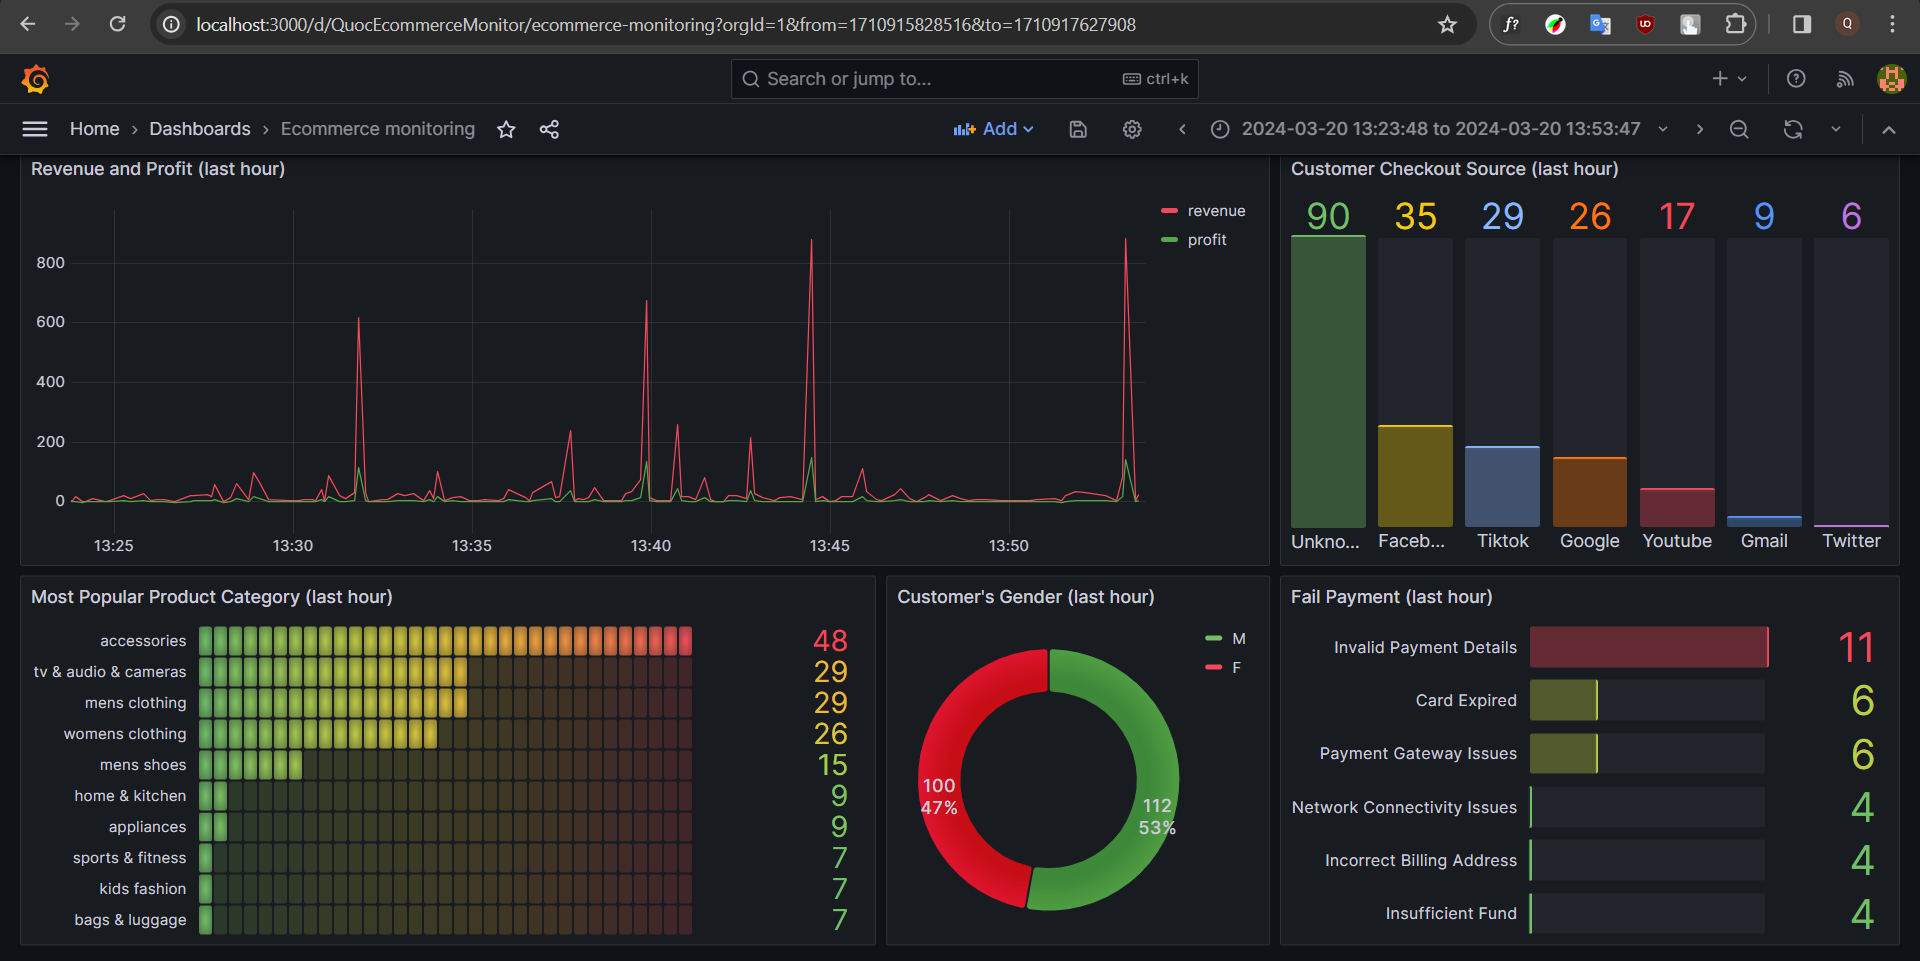 localhost:3000/d/QuocEcommerceMonitor/ecommerce-monitoring?orgId=1&from=1710915828516&to=1710917627908
f?
UD
Q
Search or jump to...
ctrl+k
Home › Dashboards › Ecommerce monitoring
Add
2024-03-20 13:23:48 to 2024-03-20 13:53:47
Revenue and Profit (last hour)
revenue
profit
800
600
400
200
0
13:25 13:30 13:35 13:40 13:45 13:50
Customer Checkout Source (last hour)
90 35 29 26 17 9 6
Unkno... Faceb... Tiktok Google Youtube Gmail Twitter
Most Popular Product Category (last hour)
accessories 48
tv & audio & cameras 29
mens clothing 29
womens clothing 26
mens shoes 15
home & kitchen 9
appliances 9
sports & fitness 7
kids fashion 7
bags & luggage 7
Customer's Gender (last hour)
M
F
100
47%
112
53%
Fail Payment (last hour)
Invalid Payment Details 11
Card Expired 6
Payment Gateway Issues 6
Network Connectivity Issues 4
Incorrect Billing Address 4
Insufficient Fund 4